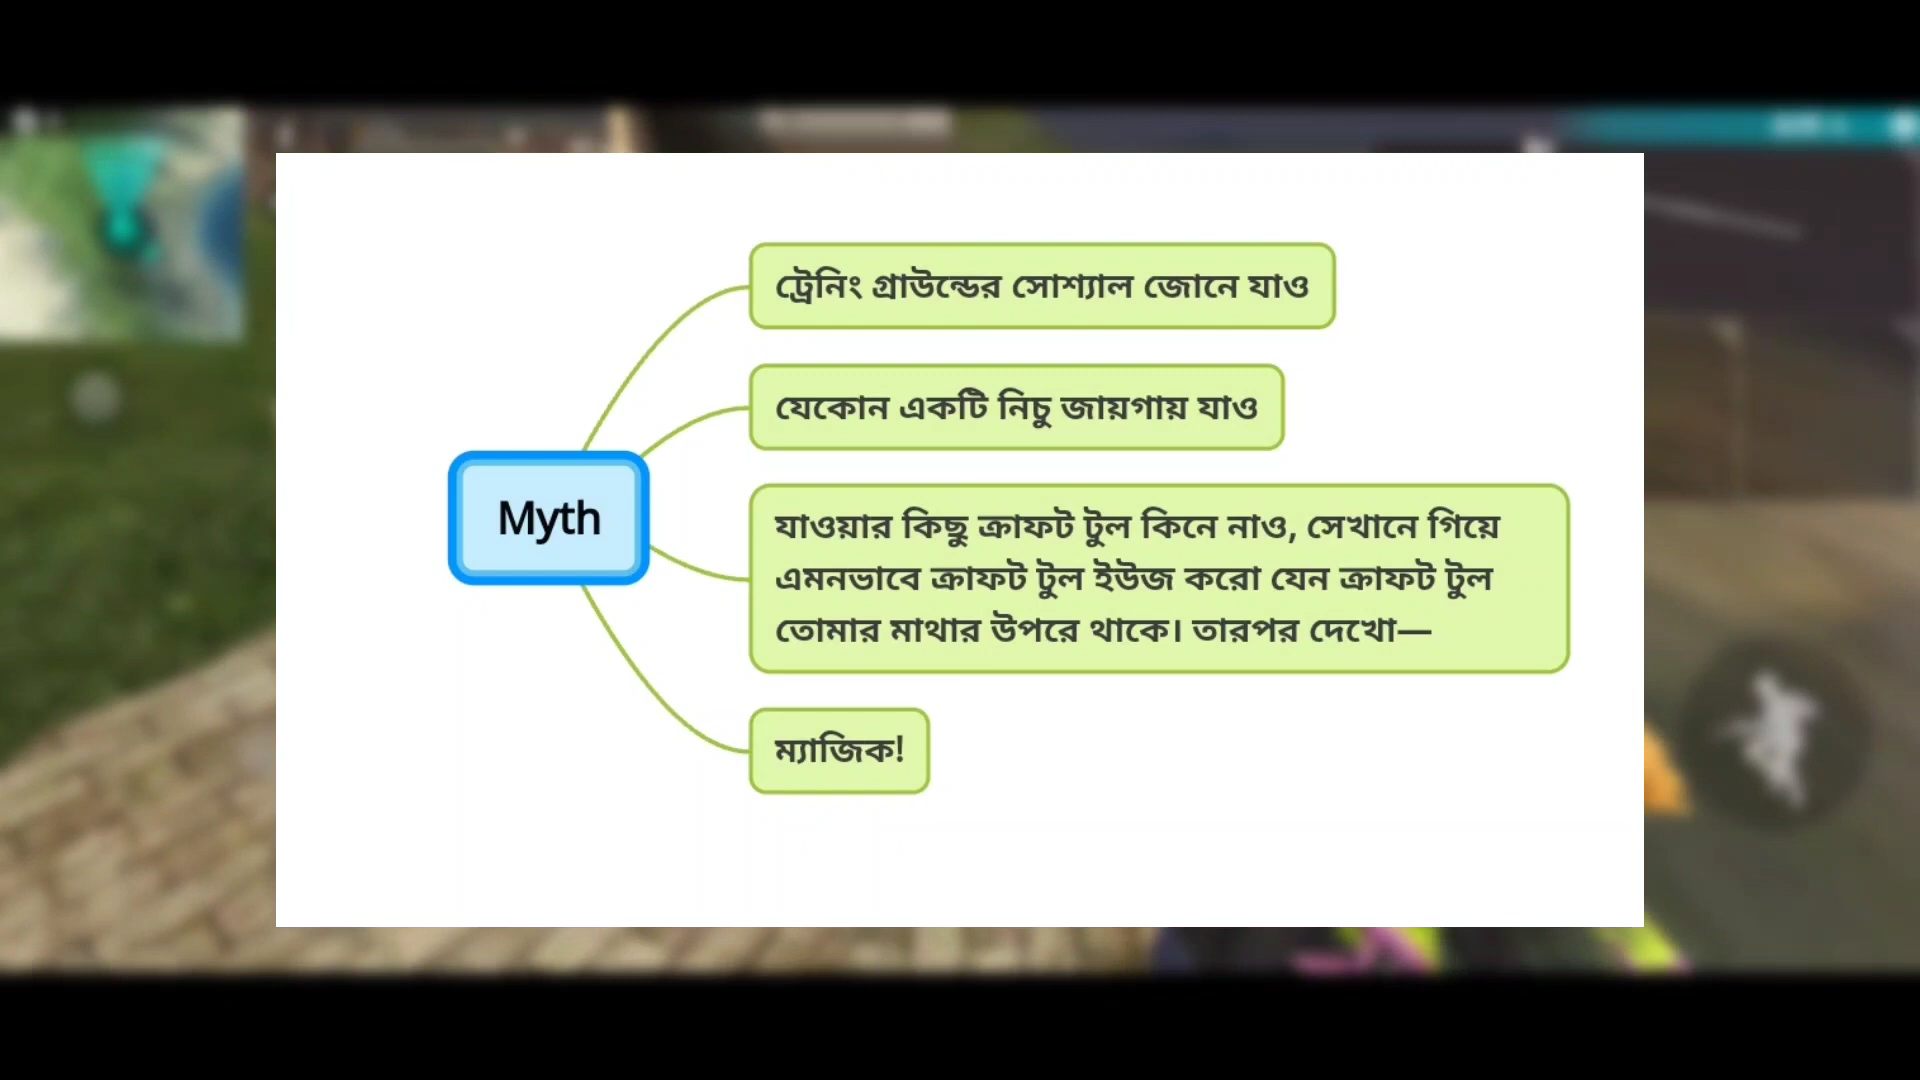 ট্রেনিং গ্রাউন্ডের সোশ্যাল জোনে যাও
যেকোন একটি নিচু জায়গায় যাও
Myth
যাওয়ার কিছু ক্রাফট টুল কিনে নাও, সেখানে গিয়ে
এমনভাবে ক্রাফট টুল ইউজ করো যেন ক্রাফট টুল
তোমার মাথার উপরে থাকে। তারপর দেখো—
ম্যাজিক!